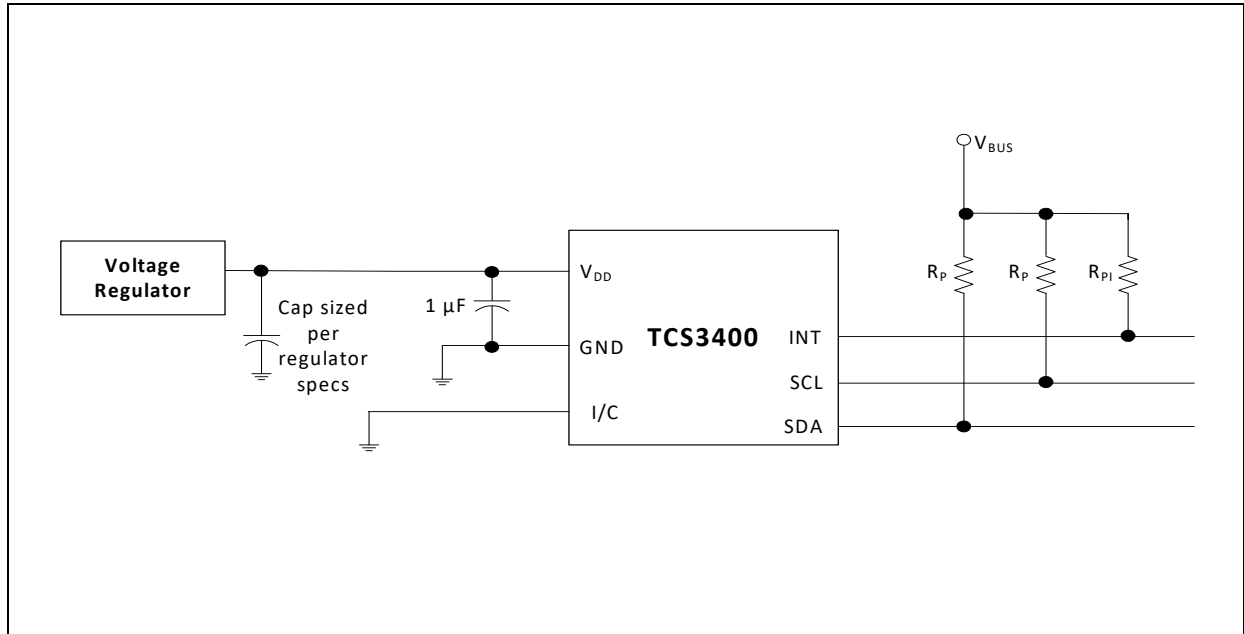 V_BUS
Voltage
Regulator
Cap sized
per
regulator
specs
1 µF
V_DD
GND
I/C
TCS3400
INT
SCL
SDA
R_P
R_P
R_PI